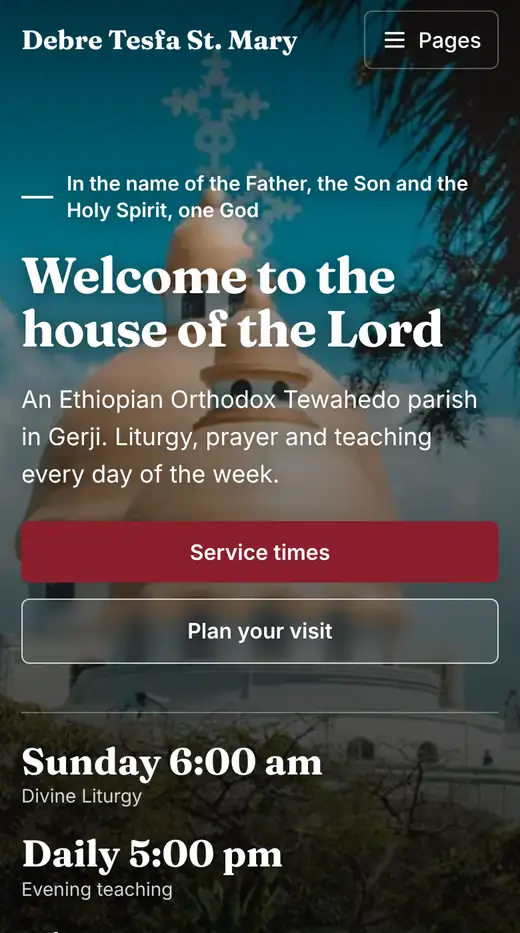 Debre Tesfa St. Mary
Pages
In the name of the Father, the Son and the
Holy Spirit, one God
Welcome to the
house of the Lord
An Ethiopian Orthodox Tewahedo parish
in Gerji. Liturgy, prayer and teaching
every day of the week.
Service times
Plan your visit
Sunday 6:00 am
Divine Liturgy
Daily 5:00 pm
Evening teaching